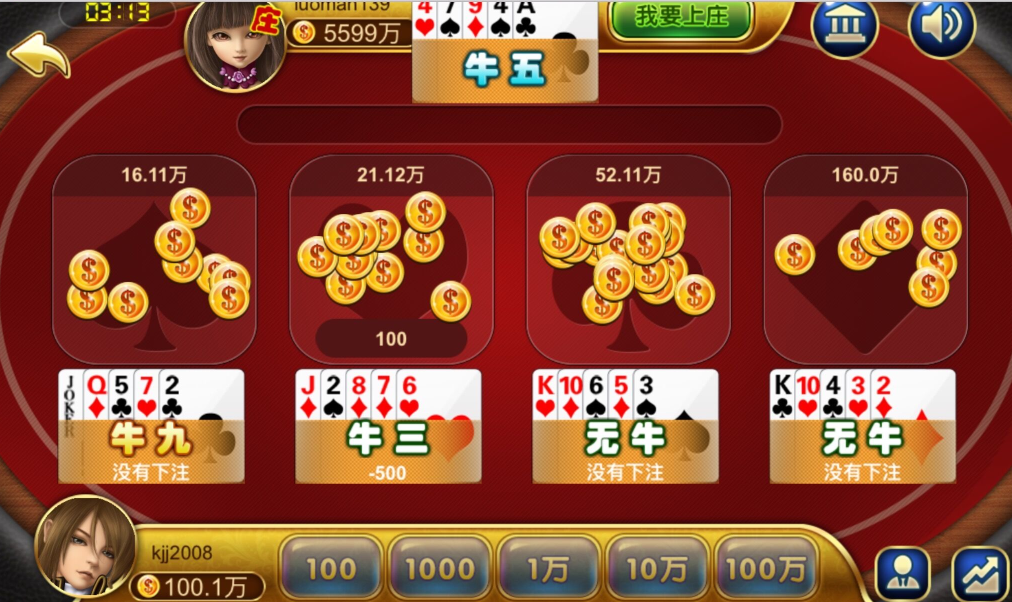 03:13
luoman139
庄
5599万
4 7 9 4 A
牛五
我要上庄
16.11万
21.12万
52.11万
160.0万
100
JOKER Q 5 7 2
牛九
没有下注
J 2 8 7 6
牛三
-500
K 10 6 5 3
无牛
没有下注
K 10 4 3 2
无牛
没有下注
kjj2008
100.1万
100
1000
1万
10万
100万